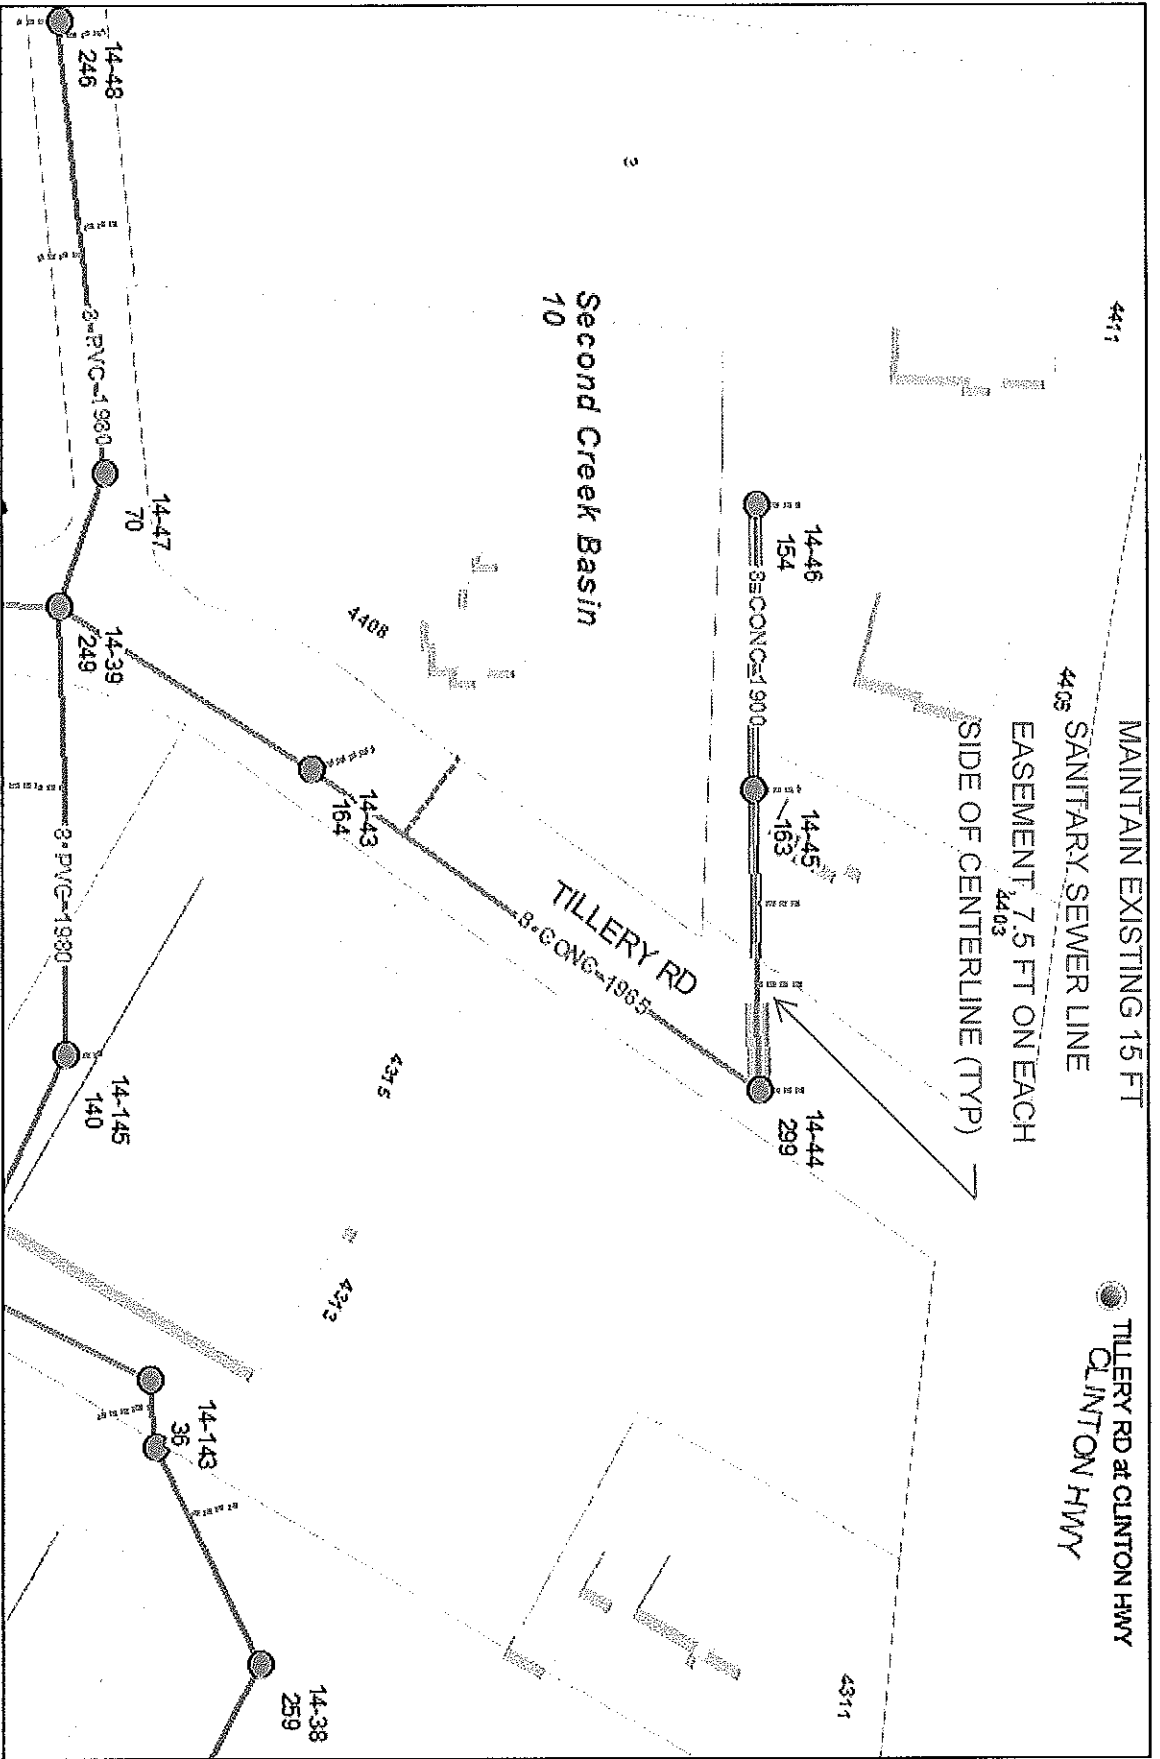 MAINTAIN EXISTING 15 FT
SANITARY SEWER LINE
EASEMENT, 7.5 FT ON EACH
SIDE OF CENTERLINE (TYP)
TILLERY RD at CLINTON HWY
CLINTON HWY
4411
4405
4403
3
Second Creek Basin
10
14-46
154
8=CONC=1900
14-45
163
14-44
299
TILLERY RD
8=CONC=1965
4408
14-43
164
14-48
246
8=PVC=1980
14-47
70
14-39
249
8=PVC=1980
14-145
140
4315
4313
14-143
36
14-38
259
4311